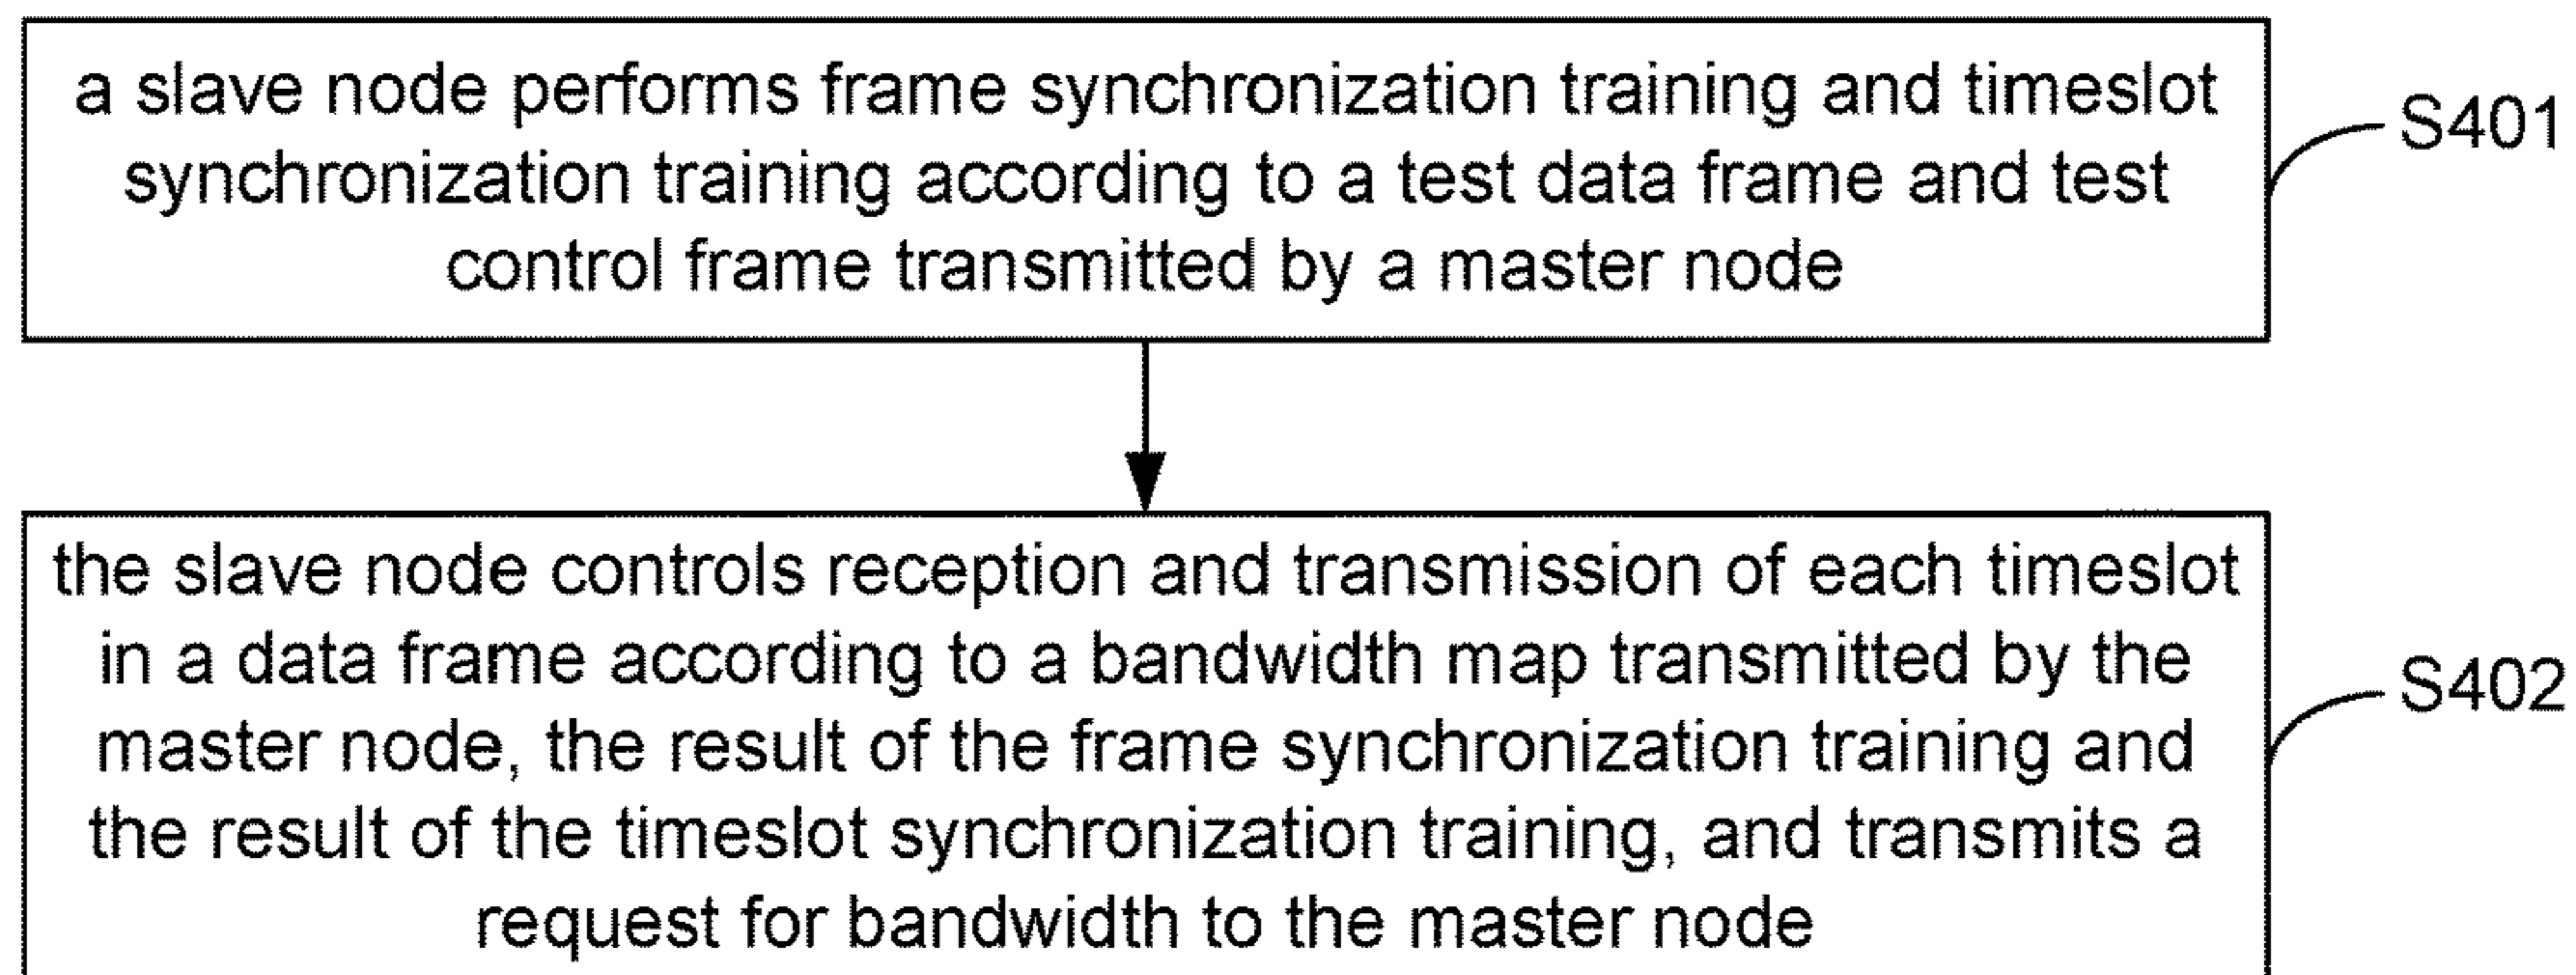 a slave node performs frame synchronization training and timeslot
synchronization training according to a test data frame and test
control frame transmitted by a master node
S401
the slave node controls reception and transmission of each timeslot
in a data frame according to a bandwidth map transmitted by the
master node, the result of the frame synchronization training and
the result of the timeslot synchronization training, and transmits a
request for bandwidth to the master node
S402